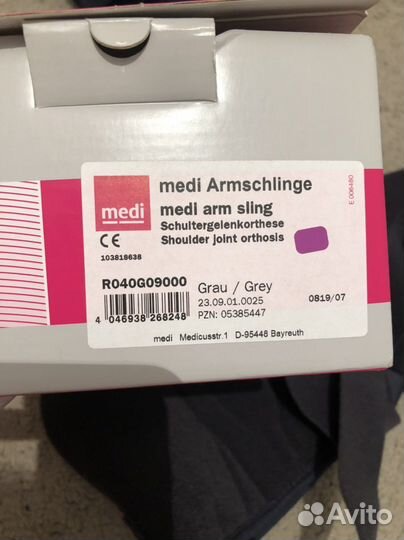 medi Armschlinge
medi
medi arm sling
Schultergelenkorthese
Shoulder joint orthosis
CE
103818638
E 006480
R040G09000
Grau / Grey
23.09.01.0025
0819/07
4 046938 268248
PZN: 05385447
medi Medicusstr.1 D-95448 Bayreuth
Avito